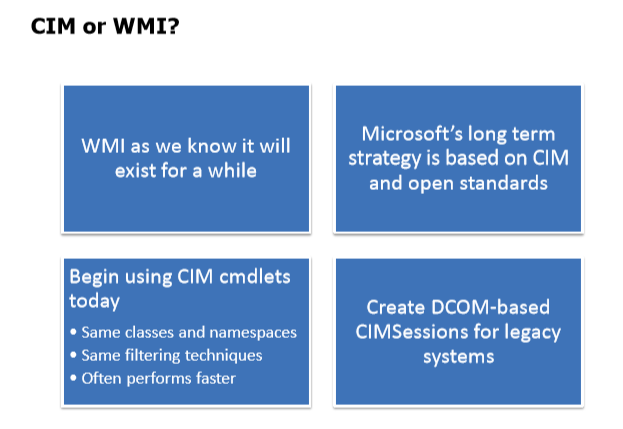 CIM or WMI?
WMI as we know it will
exist for a while
Microsoft's long term
strategy is based on CIM
and open standards
Begin using CIM cmdlets
today
• Same classes and namespaces
• Same filtering techniques
• Often performs faster
Create DCOM-based
CIMSessions for legacy
systems